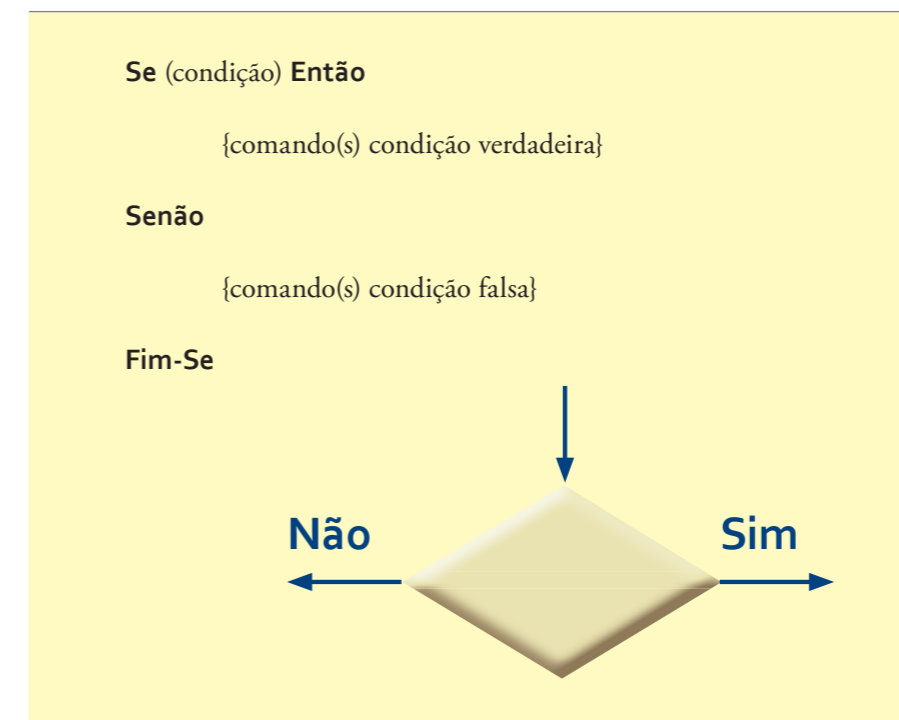 Se (condição) Então
{comando(s) condição verdadeira}
Senão
{comando(s) condição falsa}
Fim-Se
Não
Sim